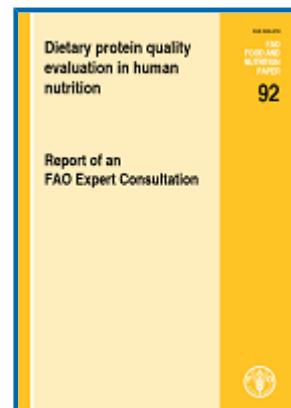 Dietary protein quality
evaluation in human
nutrition
FAO
FOOD AND
NUTRITION
PAPER
92
Report of an
FAO Expert Consultation